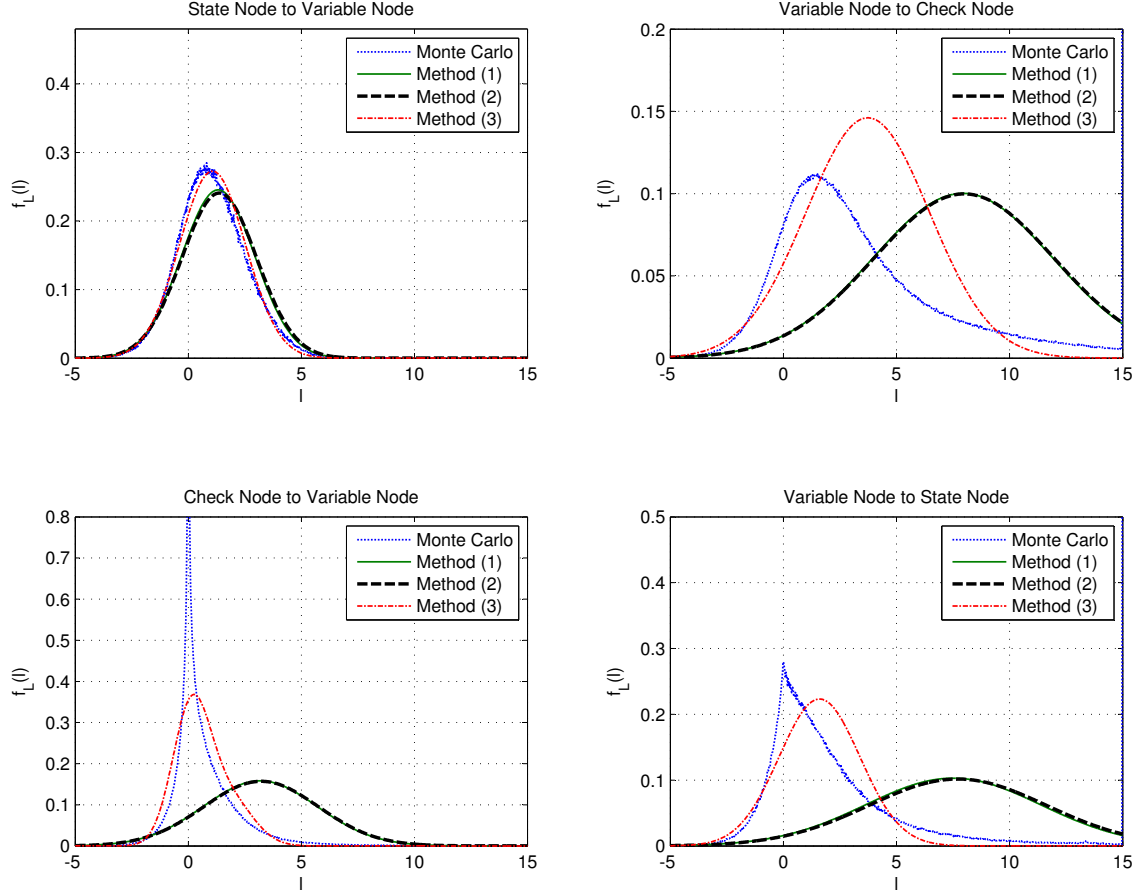 State Node to Variable Node
Monte Carlo
Method (1)
Method (2)
Method (3)
0.4
0.3
0.2
0.1
0
f_L(l)
-5 0 5 10 15
l
Variable Node to Check Node
Monte Carlo
Method (1)
Method (2)
Method (3)
0.2
0.15
0.1
0.05
0
f_L(l)
-5 0 5 10 15
l
Check Node to Variable Node
Monte Carlo
Method (1)
Method (2)
Method (3)
0.8
0.7
0.6
0.5
0.4
0.3
0.2
0.1
0
f_L(l)
-5 0 5 10 15
l
Variable Node to State Node
Monte Carlo
Method (1)
Method (2)
Method (3)
0.5
0.4
0.3
0.2
0.1
0
f_L(l)
-5 0 5 10 15
l